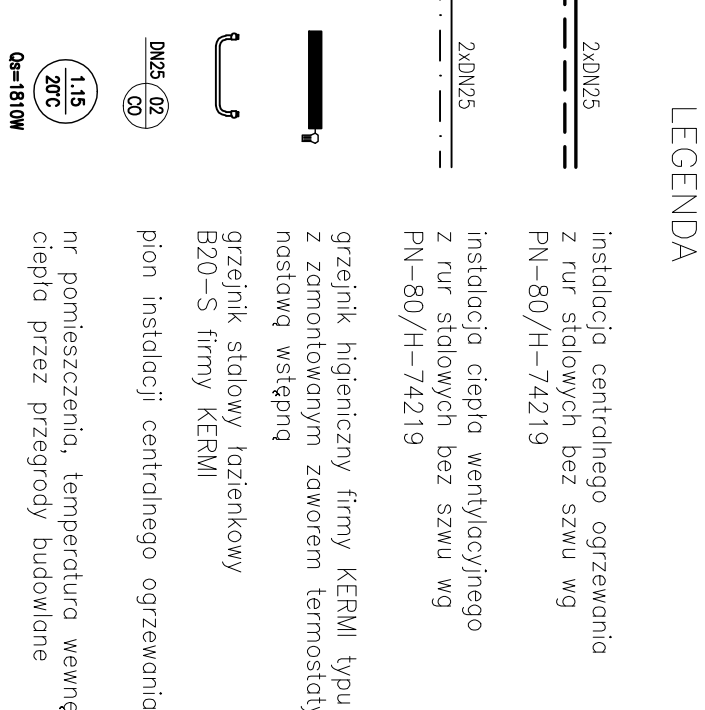 LEGENDA
2xDN25
instalacja centralnego ogrzewania
z rur stalowych bez szwu wg
PN-80/H-74219
2xDN25
instalacja ciepła wentylacyjnego
z rur stalowych bez szwu wg
PN-80/H-74219
grzejnik higieniczny firmy KERMI typu
z zamontowanym zaworem termostaty
nastawą wstępną
grzejnik stalowy łazienkowy
B20-S firmy KERMI
DN25 02
CO
pion instalacji centralnego ogrzewania
1.15
20°C
Qs=1810W
nr pomieszczenia, temperatura wewnę
ciepła przez przegrody budowlane